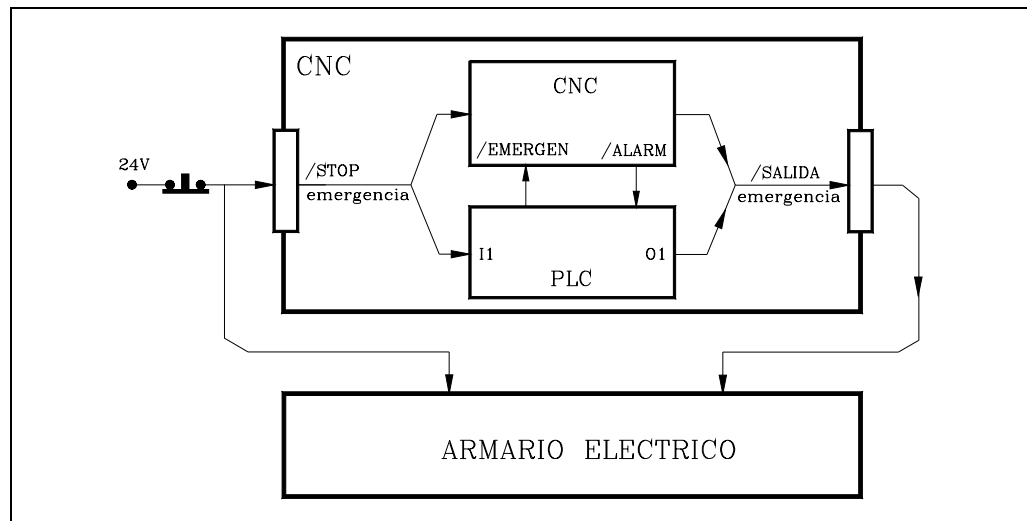 CNC
CNC
/EMERGEN /ALARM
24V
/STOP
emergencia
/SALIDA
emergencia
I1
O1
PLC
ARMARIO ELECTRICO